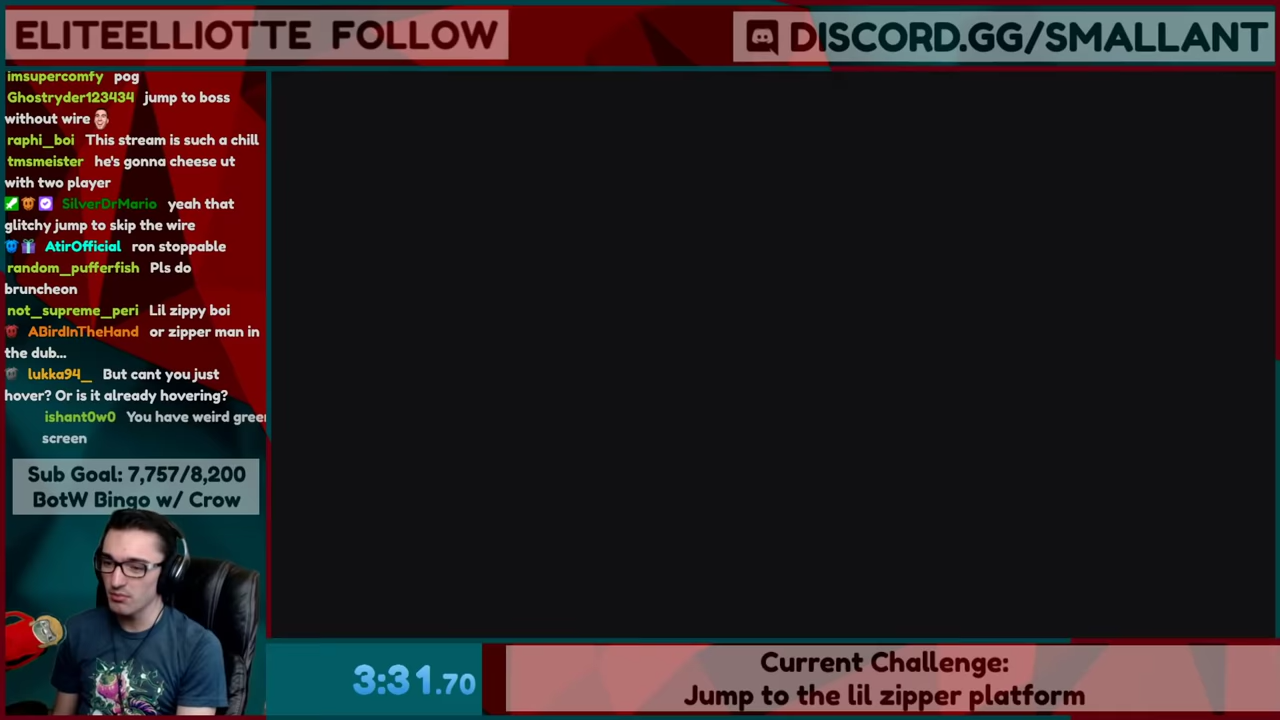 ELITEELLIOTTE FOLLOW
DISCORD.GG/SMALLANT
imsupercomfy pog
Ghostryder123434 jump to boss
without wire
raphi_boi This stream is such a chill
tmsmeister he's gonna cheese ut
with two player
SilverDrMario yeah that
glitchy jump to skip the wire
AtirOfficial ron stoppable
random_pufferfish Pls do
bruncheon
not_supreme_peri Lil zippy boi
ABirdInTheHand or zipper man in
the dub...
lukka94_ But cant you just
hover? Or is it already hovering?
ishant0w0 You have weird gree
screen
Sub Goal: 7,757/8,200
BotW Bingo w/ Crow
3:31.70
Current Challenge:
Jump to the lil zipper platform